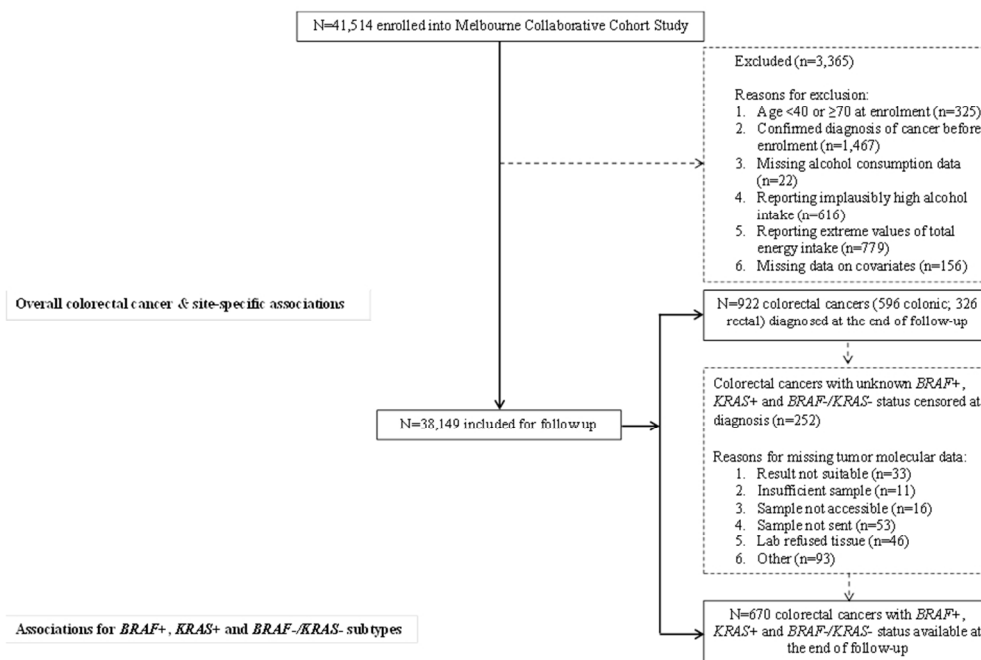 N=41,514 enrolled into Melbourne Collaborative Cohort Study
Excluded (n=3,365)
Reasons for exclusion:
1. Age <40 or ≥70 at enrolment (n=325)
2. Confirmed diagnosis of cancer before
enrolment (n=1,467)
3. Missing alcohol consumption data
(n=22)
4. Reporting implausibly high alcohol
intake (n=616)
5. Reporting extreme values of total
energy intake (n=779)
6. Missing data on covariates (n=156)
Overall colorectal cancer & site-specific associations
N=922 colorectal cancers (596 colonic; 326
rectal) diagnosed at the end of follow-up
Colorectal cancers with unknown BRAF+,
KRAS+ and BRAF-/KRAS- status censored at
diagnosis (n=252)
Reasons for missing tumor molecular data:
1. Result not suitable (n=33)
2. Insufficient sample (n=11)
3. Sample not accessible (n=16)
4. Sample not sent (n=53)
5. Lab refused tissue (n=46)
6. Other (n=93)
N=38,149 included for follow up
Associations for BRAF+, KRAS+ and BRAF-/KRAS- subtypes
N=670 colorectal cancers with BRAF+,
KRAS+ and BRAF-/KRAS- status available at
the end of follow-up